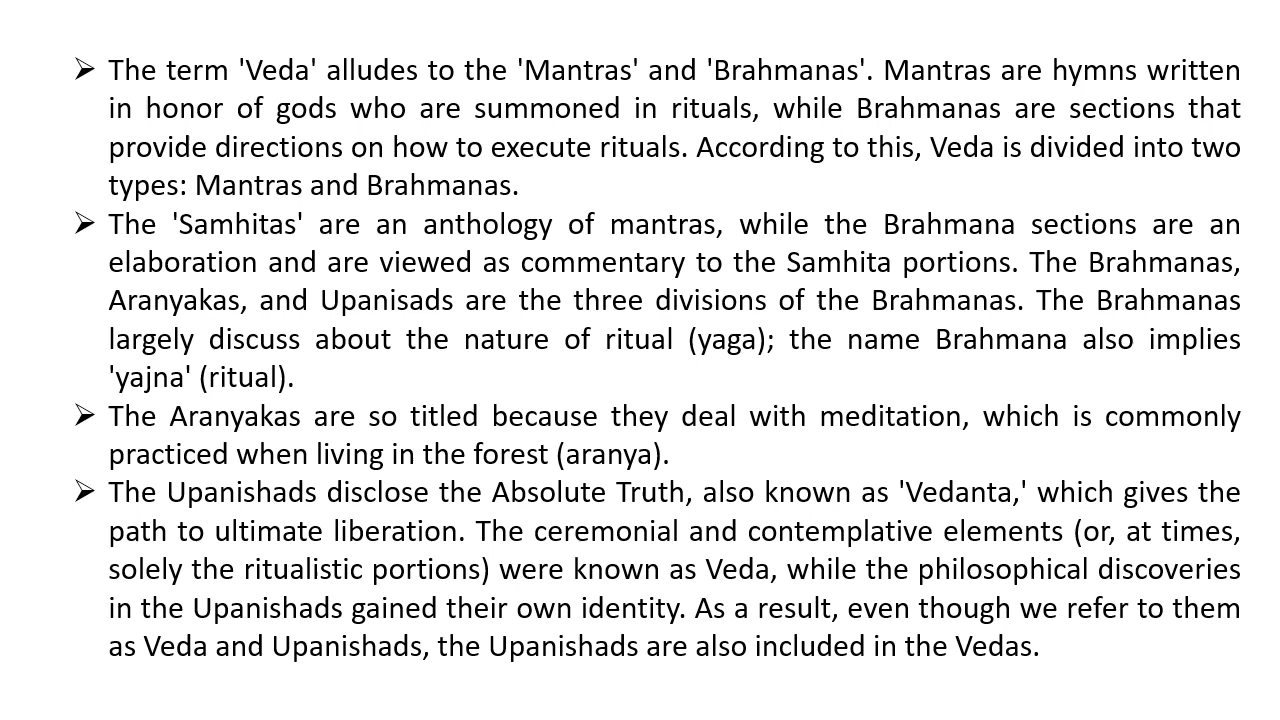 ➢ The term 'Veda' alludes to the 'Mantras' and 'Brahmanas'. Mantras are hymns written
in honor of gods who are summoned in rituals, while Brahmanas are sections that
provide directions on how to execute rituals. According to this, Veda is divided into two
types: Mantras and Brahmanas.
➢ The 'Samhitas' are an anthology of mantras, while the Brahmana sections are an
elaboration and are viewed as commentary to the Samhita portions. The Brahmanas,
Aranyakas, and Upanisads are the three divisions of the Brahmanas. The Brahmanas
largely discuss about the nature of ritual (yaga); the name Brahmana also implies
'yajna' (ritual).
➢ The Aranyakas are so titled because they deal with meditation, which is commonly
practiced when living in the forest (aranya).
➢ The Upanishads disclose the Absolute Truth, also known as 'Vedanta,' which gives the
path to ultimate liberation. The ceremonial and contemplative elements (or, at times,
solely the ritualistic portions) were known as Veda, while the philosophical discoveries
in the Upanishads gained their own identity. As a result, even though we refer to them
as Veda and Upanishads, the Upanishads are also included in the Vedas.